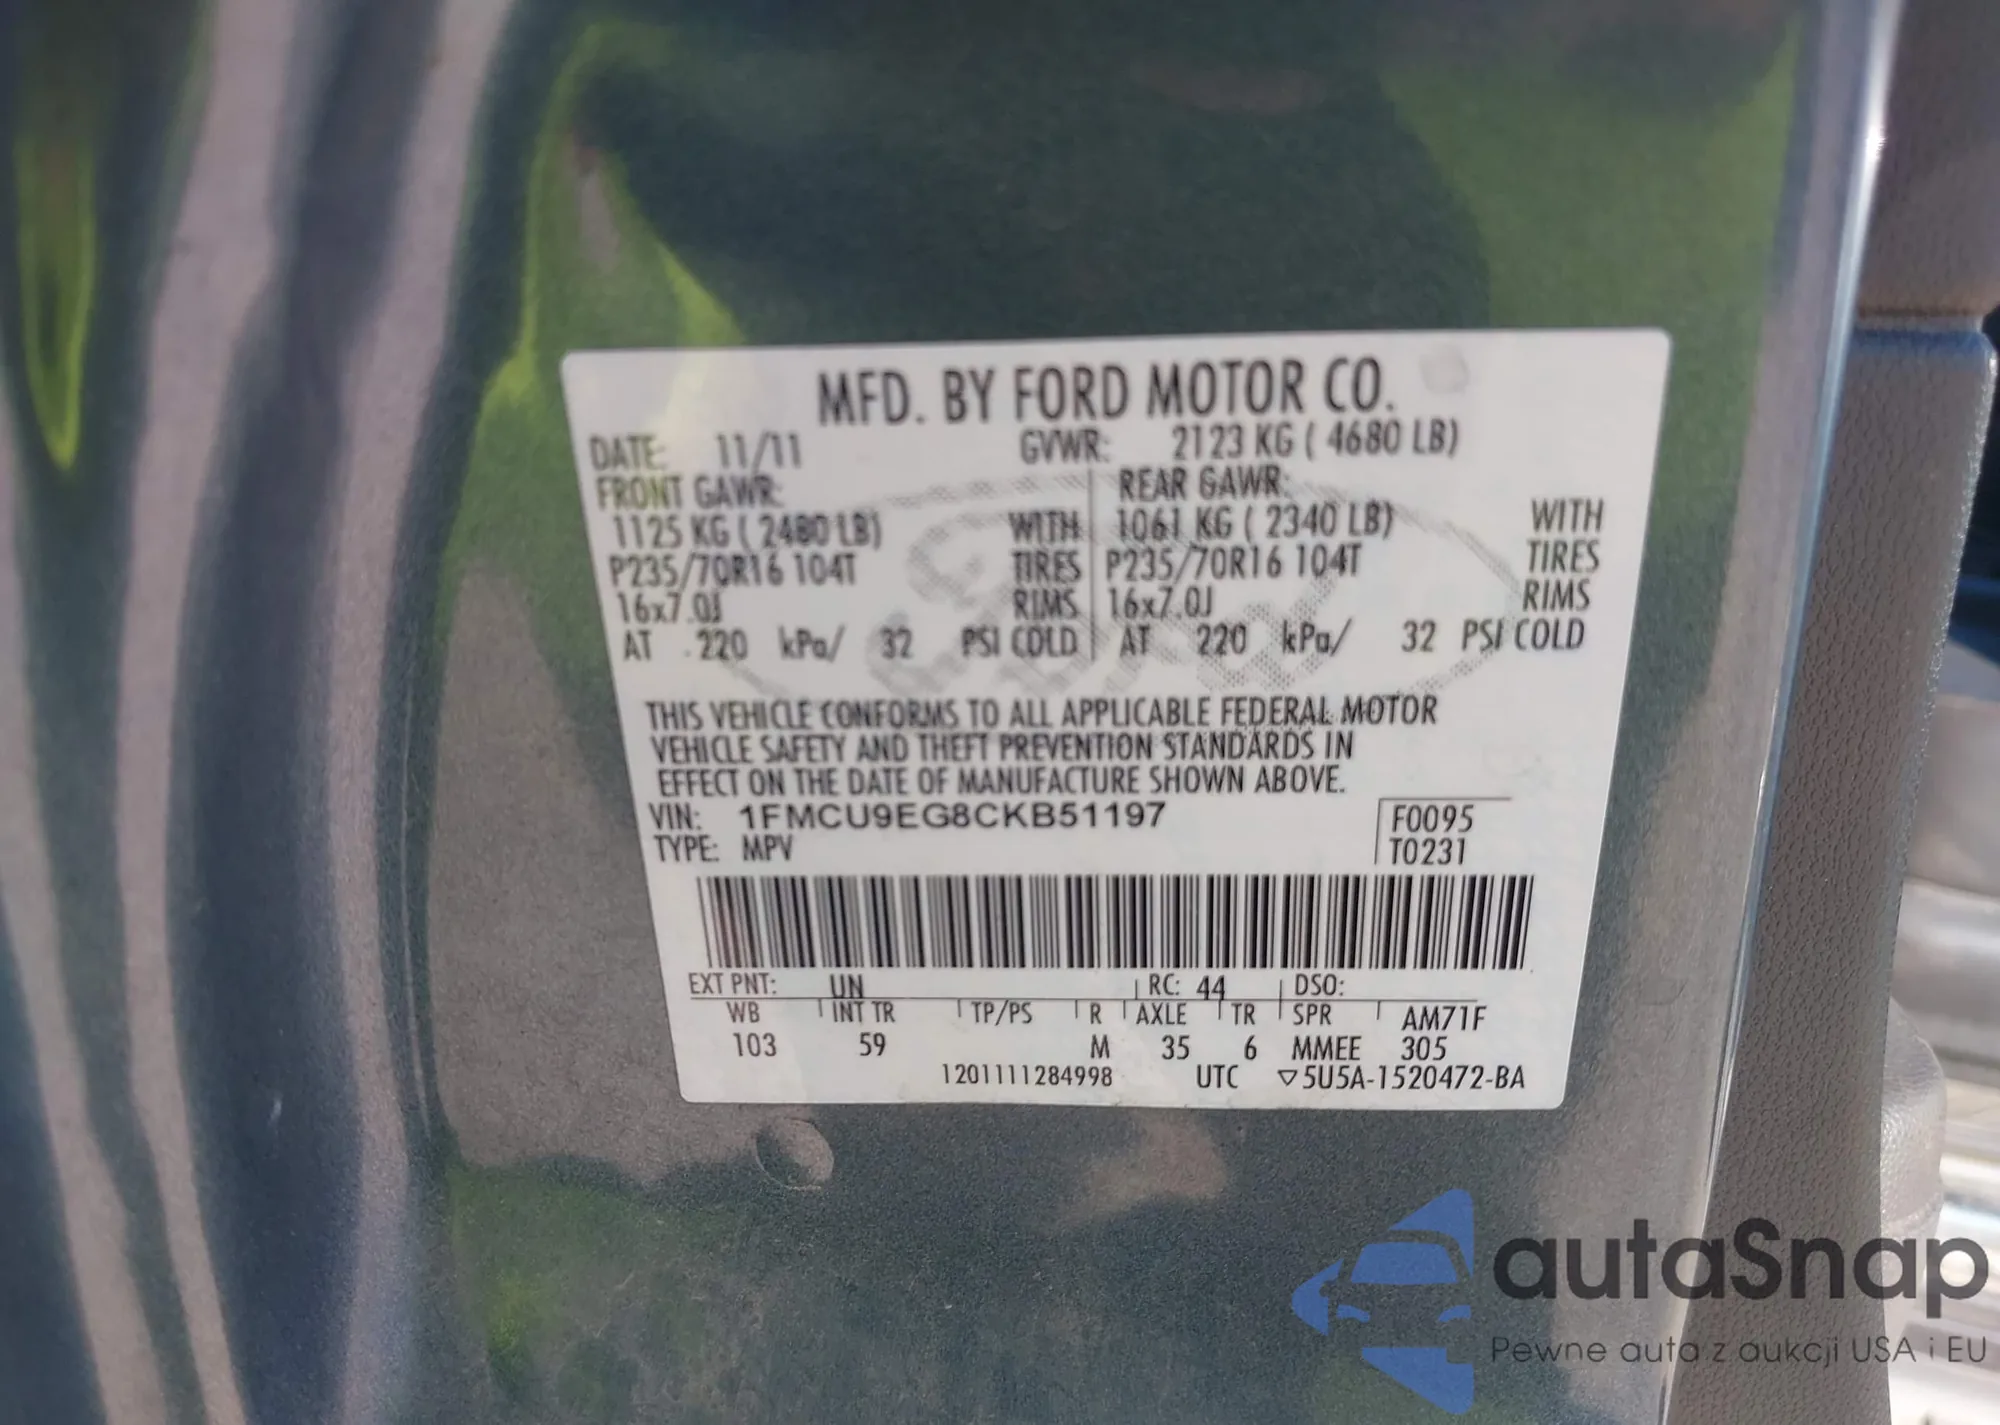 MFD. BY FORD MOTOR CO.
DATE: 11/11 GVWR: 2123 KG ( 4680 LB)
FRONT GAWR: REAR GAWR:
1125 KG ( 2480 LB) WITH 1061 KG ( 2340 LB) WITH
P235/70R16 104T TIRES P235/70R16 104T TIRES
16x7.0J RIMS 16x7.0J RIMS
AT 220 kPa/ 32 PSI COLD AT 220 kPa/ 32 PSI COLD
THIS VEHICLE CONFORMS TO ALL APPLICABLE FEDERAL MOTOR
VEHICLE SAFETY AND THEFT PREVENTION STANDARDS IN
EFFECT ON THE DATE OF MANUFACTURE SHOWN ABOVE.
VIN: 1FMCU9EG8CKB51197 F0095
TYPE: MPV T0231
EXT PNT: UN RC: 44 DSO:
WB INT TR TP/PS R AXLE TR SPR AM71F
103 59 M 35 6 MMEE 305
1201111284998 UTC ▽5U5A-1520472-BA
autaSnap
Pewne auta z aukcji USA i EU